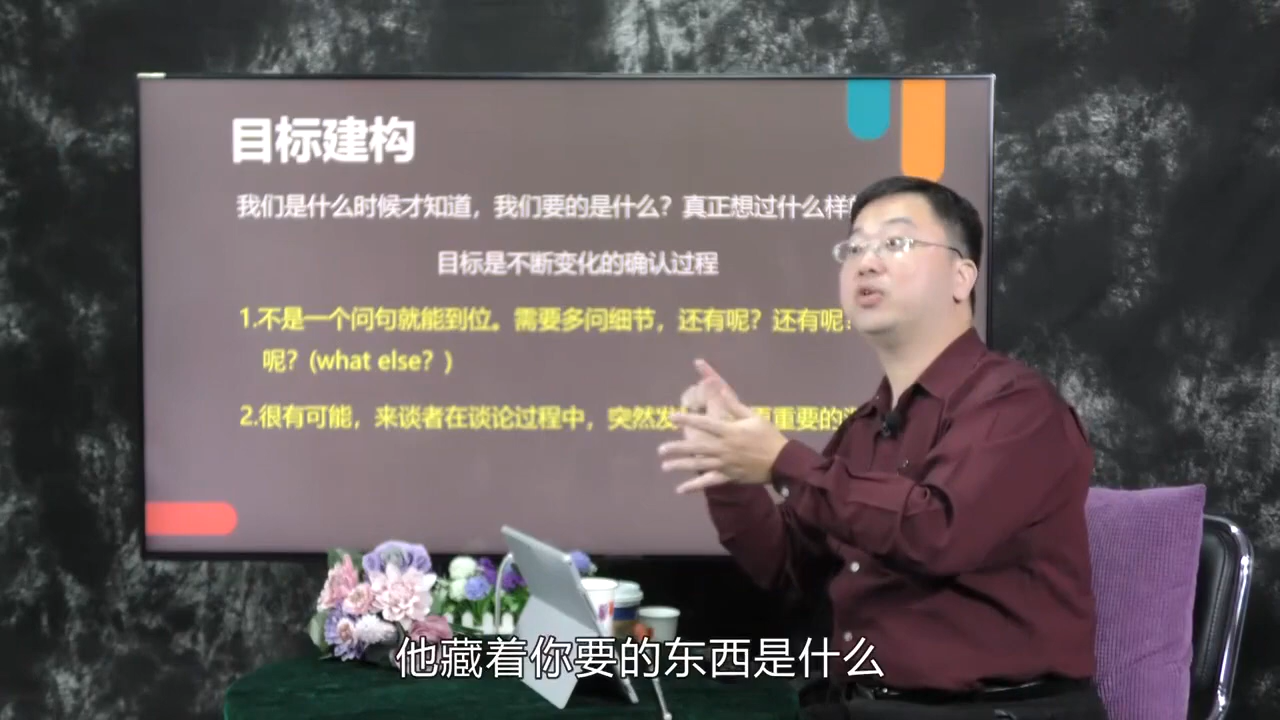 目标建构
我们是什么时候才知道，我们要的是什么？真正想过什么样
目标是不断变化的确认过程
1.不是一个问句就能到位。需要多问细节，还有呢？还有呢？
呢？(what else？)
2.很有可能，来谈者在谈论过程中，突然发 重要的
他藏着你要的东西是什么